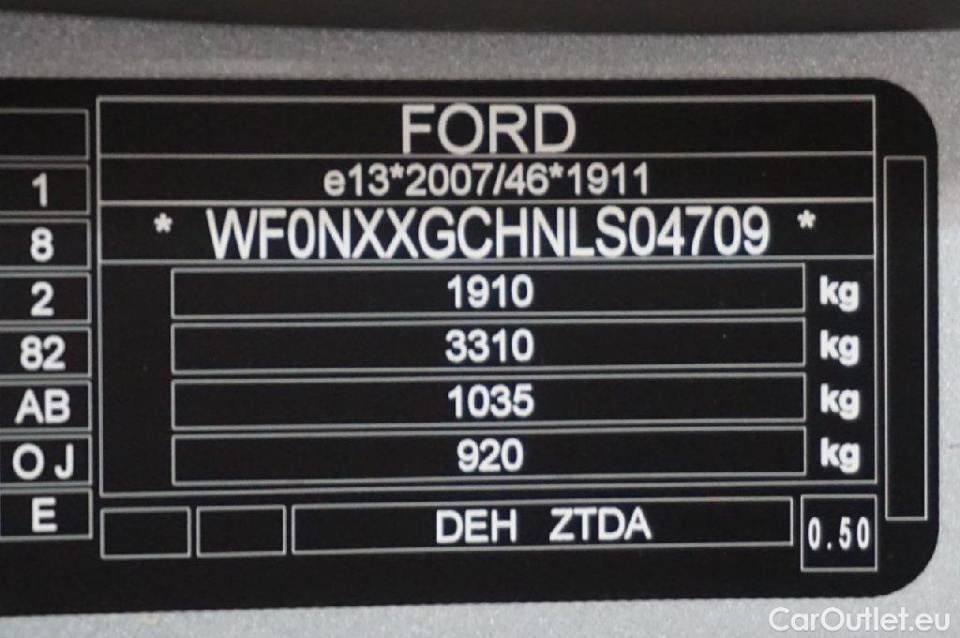 FORD
e13*2007/46*1911
* WF0NXXGCHNLS04709 *
1910 kg
3310 kg
1035 kg
920 kg
1
8
2
82
AB
O J
E
DEH ZTDA
0.50
CarOutlet.eu